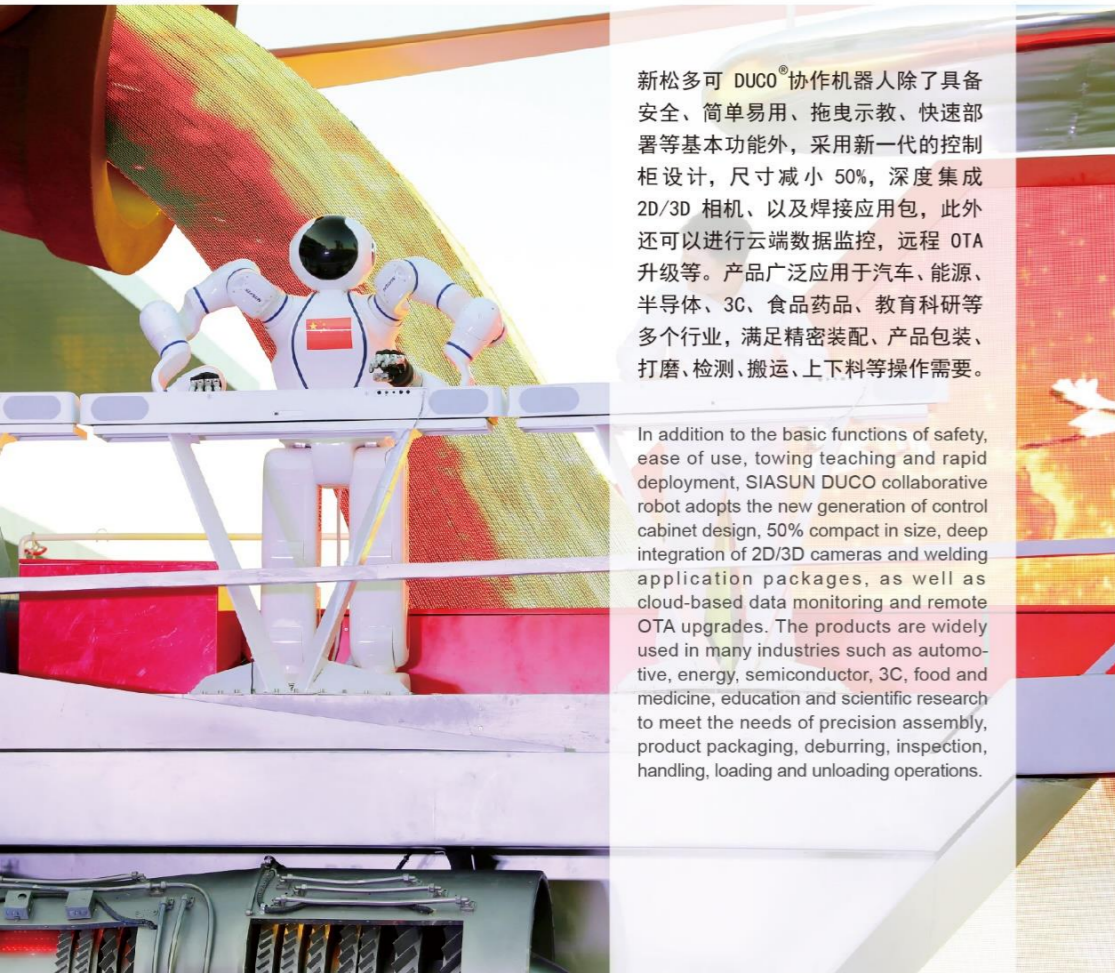 新松多可 DUCO®协作机器人除了具备
安全、简单易用、拖曳示教、快速部
署等基本功能外，采用新一代的控制
柜设计，尺寸减小 50%，深度集成
2D/3D 相机、以及焊接应用包，此外
还可以进行云端数据监控，远程 OTA
升级等。产品广泛应用于汽车、能源、
半导体、3C、食品药品、教育科研等
多个行业，满足精密装配、产品包装、
打磨、检测、搬运、上下料等操作需要。
In addition to the basic functions of safety,
ease of use, towing teaching and rapid
deployment, SIASUN DUCO collaborative
robot adopts the new generation of control
cabinet design, 50% compact in size, deep
integration of 2D/3D cameras and welding
application packages, as well as
cloud-based data monitoring and remote
OTA upgrades. The products are widely
used in many industries such as automo-
tive, energy, semiconductor, 3C, food and
medicine, education and scientific research
to meet the needs of precision assembly,
product packaging, deburring, inspection,
handling, loading and unloading operations.